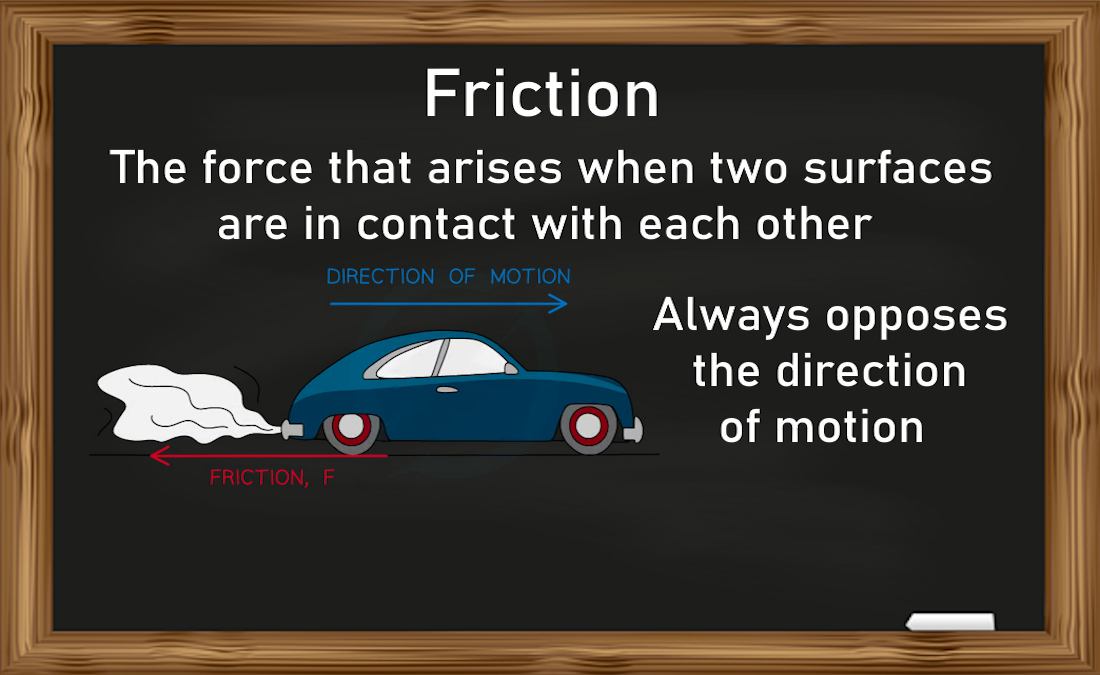 Friction
The force that arises when two surfaces
are in contact with each other
DIRECTION OF MOTION
Always opposes
the direction
of motion
FRICTION, F